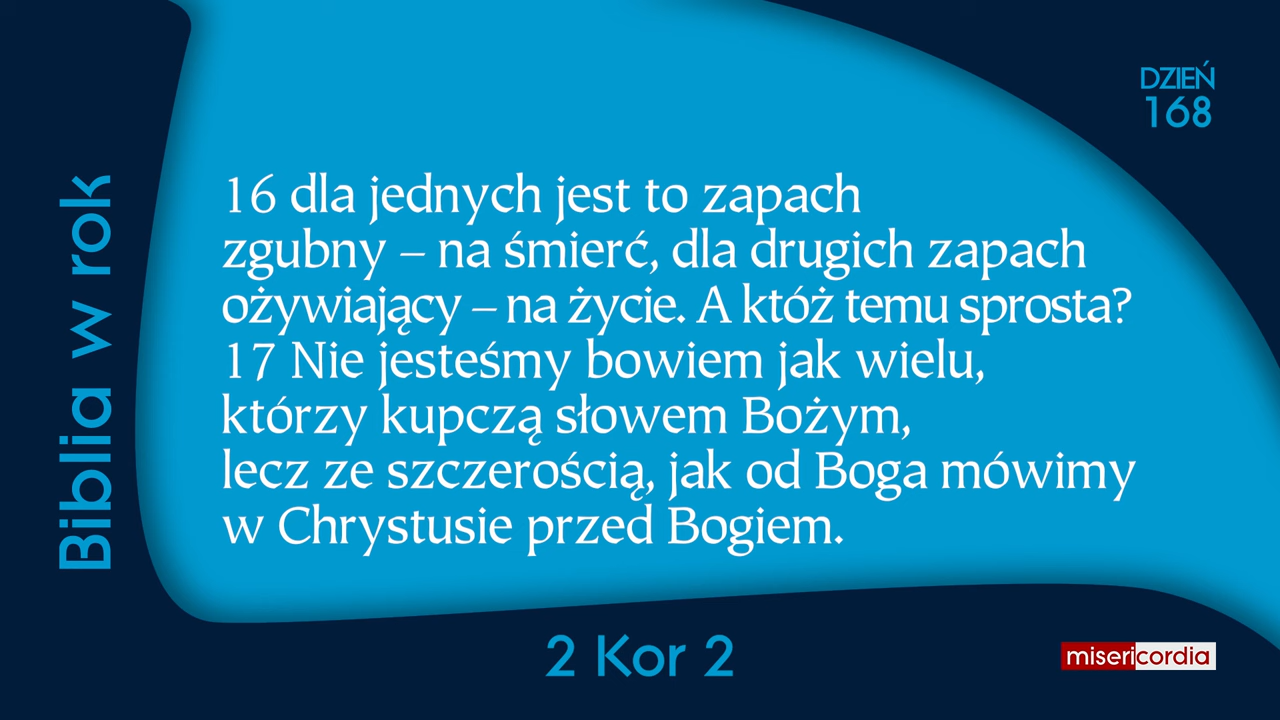 DZIEŃ
168
Biblia w rok
16 dla jednych jest to zapach
zgubny – na śmierć, dla drugich zapach
ożywiający – na życie. A któż temu sprosta?
17 Nie jesteśmy bowiem jak wielu,
którzy kupczą słowem Bożym,
lecz ze szczerością, jak od Boga mówimy
w Chrystusie przed Bogiem.
2 Kor 2
misericordia